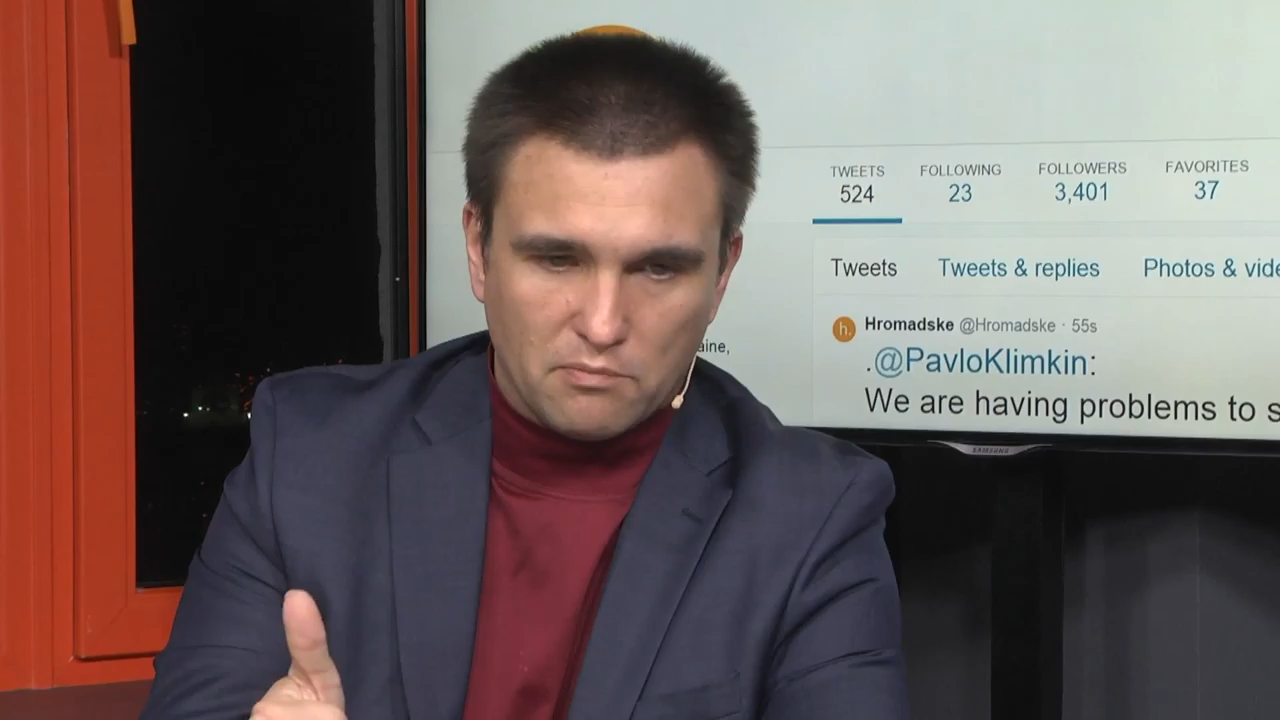 TWEETS FOLLOWING FOLLOWERS FAVORITES
524 23 3,401 37
Tweets Tweets & replies Photos & vide
h. Hromadske @Hromadske · 55s
aine,
.@PavloKlimkin:
We are having problems to s
SAMSUNG